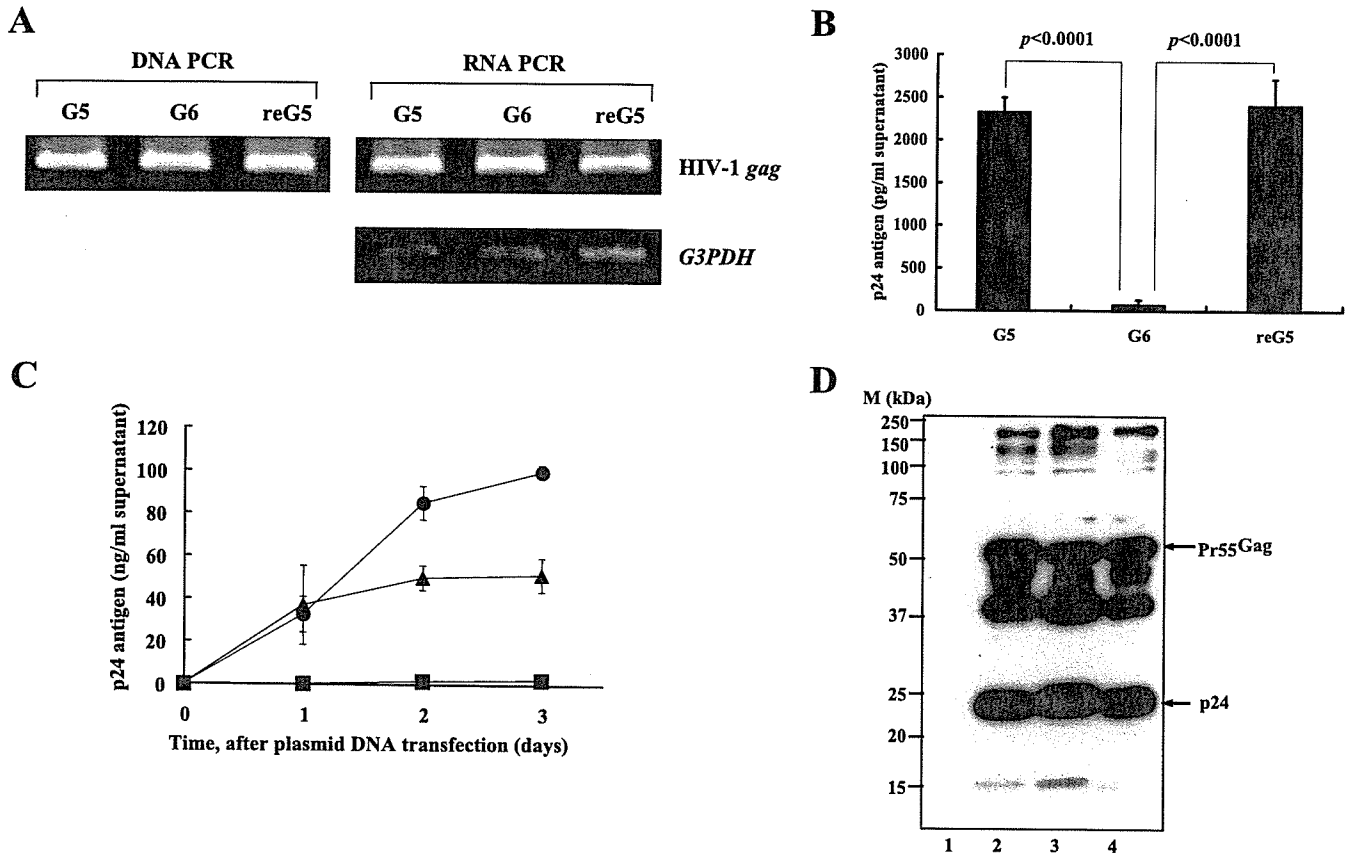 A
DNA PCR
RNA PCR
G5 G6 reG5
G5 G6 reG5
HIV-1 gag
G3PDH
B
p<0.0001 p<0.0001
p24 antigen (pg/ml supernatant)
3000
2500
2000
1500
1000
500
0
G5 G6 reG5
C
p24 antigen (ng/ml supernatant)
120
100
80
60
40
20
0
0 1 2 3
Time, after plasmid DNA transfection (days)
D
M (kDa)
250
150
100
75
50
37
25
20
15
Pr55Gag
p24
1 2 3 4